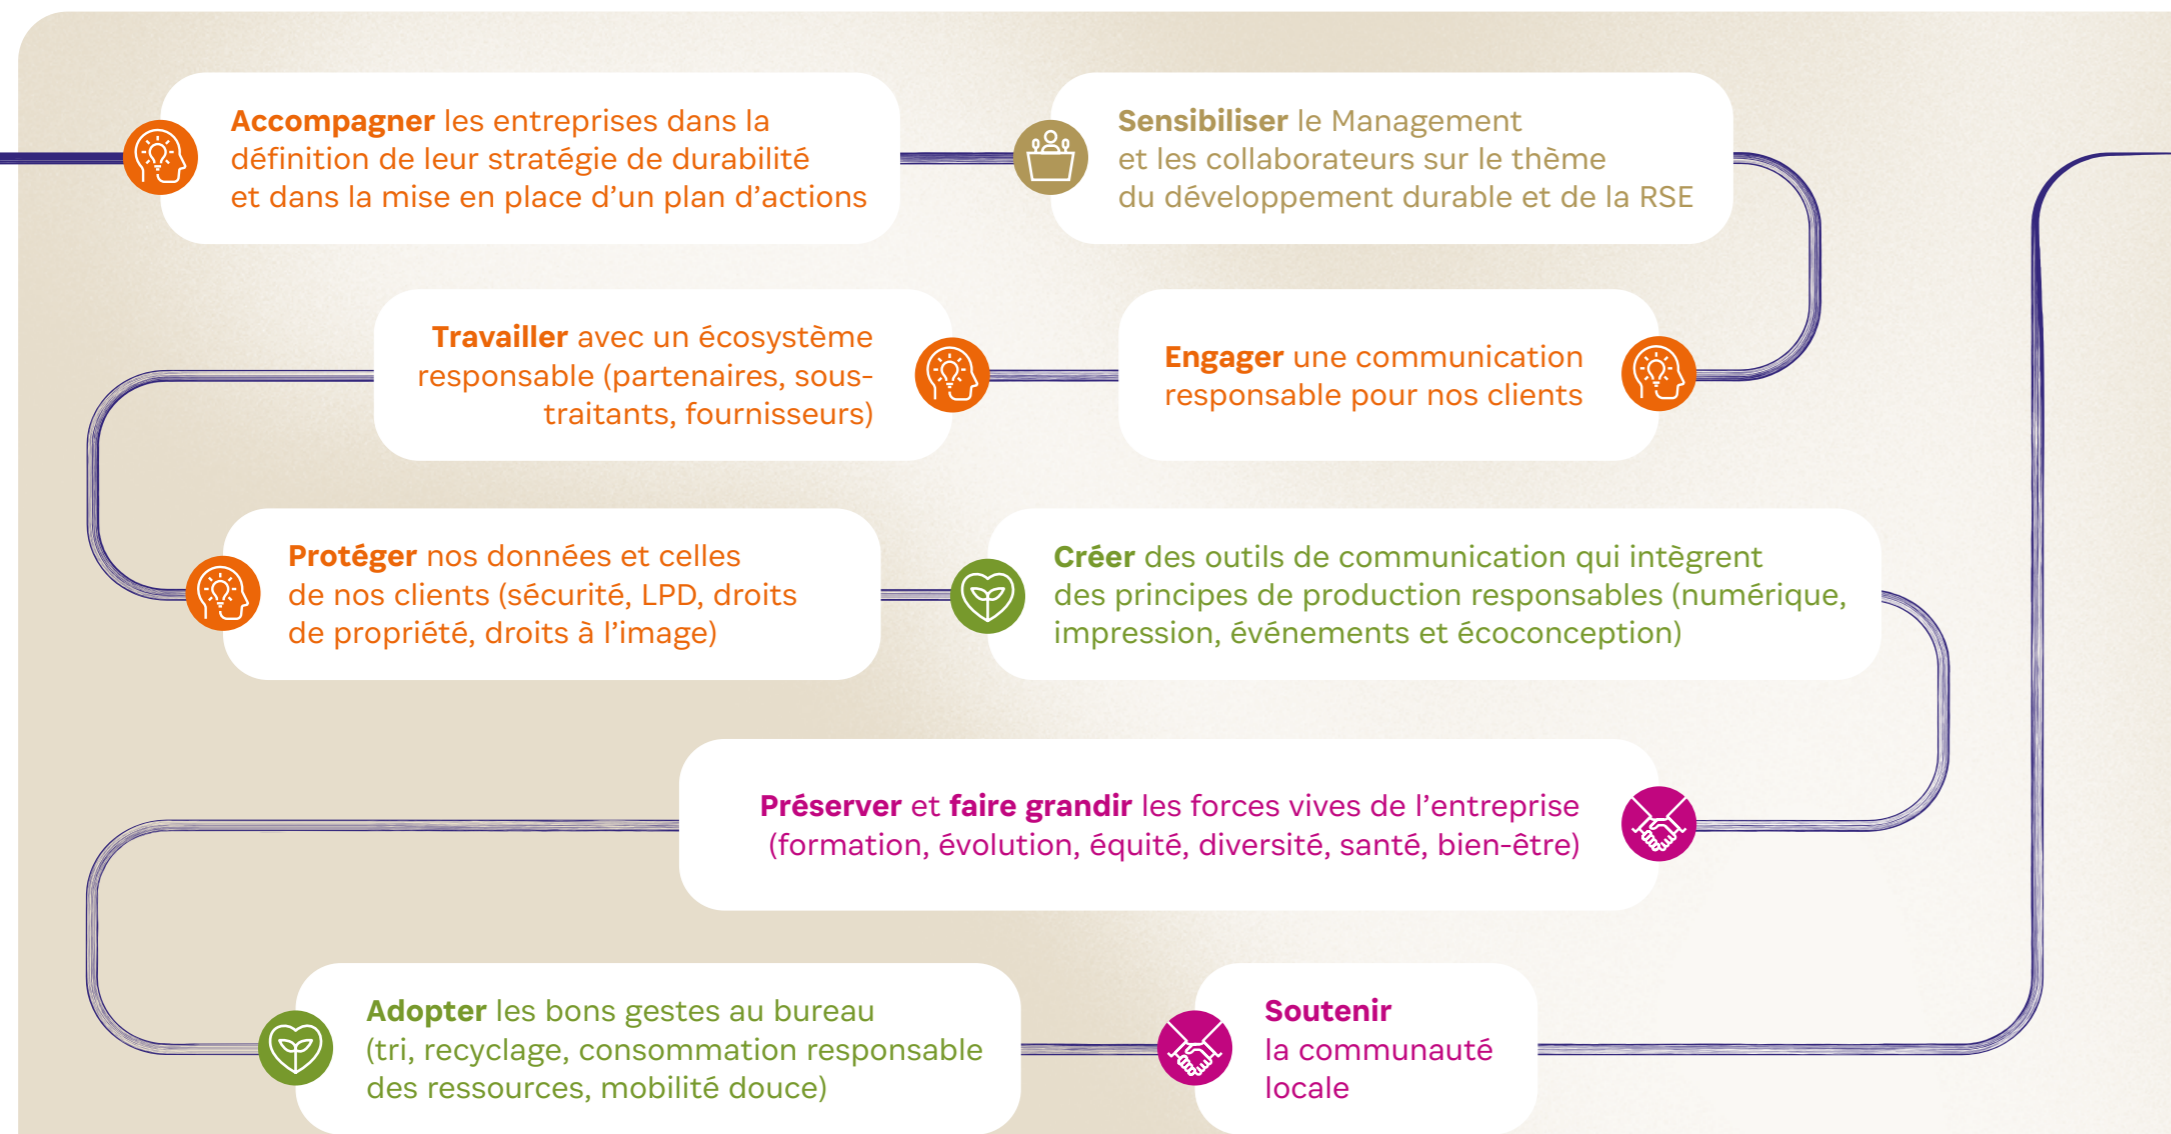 Accompagner les entreprises dans la
définition de leur stratégie de durabilité
et dans la mise en place d'un plan d'actions
Sensibiliser le Management
et les collaborateurs sur le thème
du développement durable et de la RSE
Engager une communication
responsable pour nos clients
Travailler avec un écosystème
responsable (partenaires, sous-
traitants, fournisseurs)
Protéger nos données et celles
de nos clients (sécurité, LPD, droits
de propriété, droits à l'image)
Créer des outils de communication qui intègrent
des principes de production responsables (numérique,
impression, événements et écoconception)
Préserver et faire grandir les forces vives de l'entreprise
(formation, évolution, équité, diversité, santé, bien-être)
Adopter les bons gestes au bureau
(tri, recyclage, consommation responsable
des ressources, mobilité douce)
Soutenir
la communauté
locale